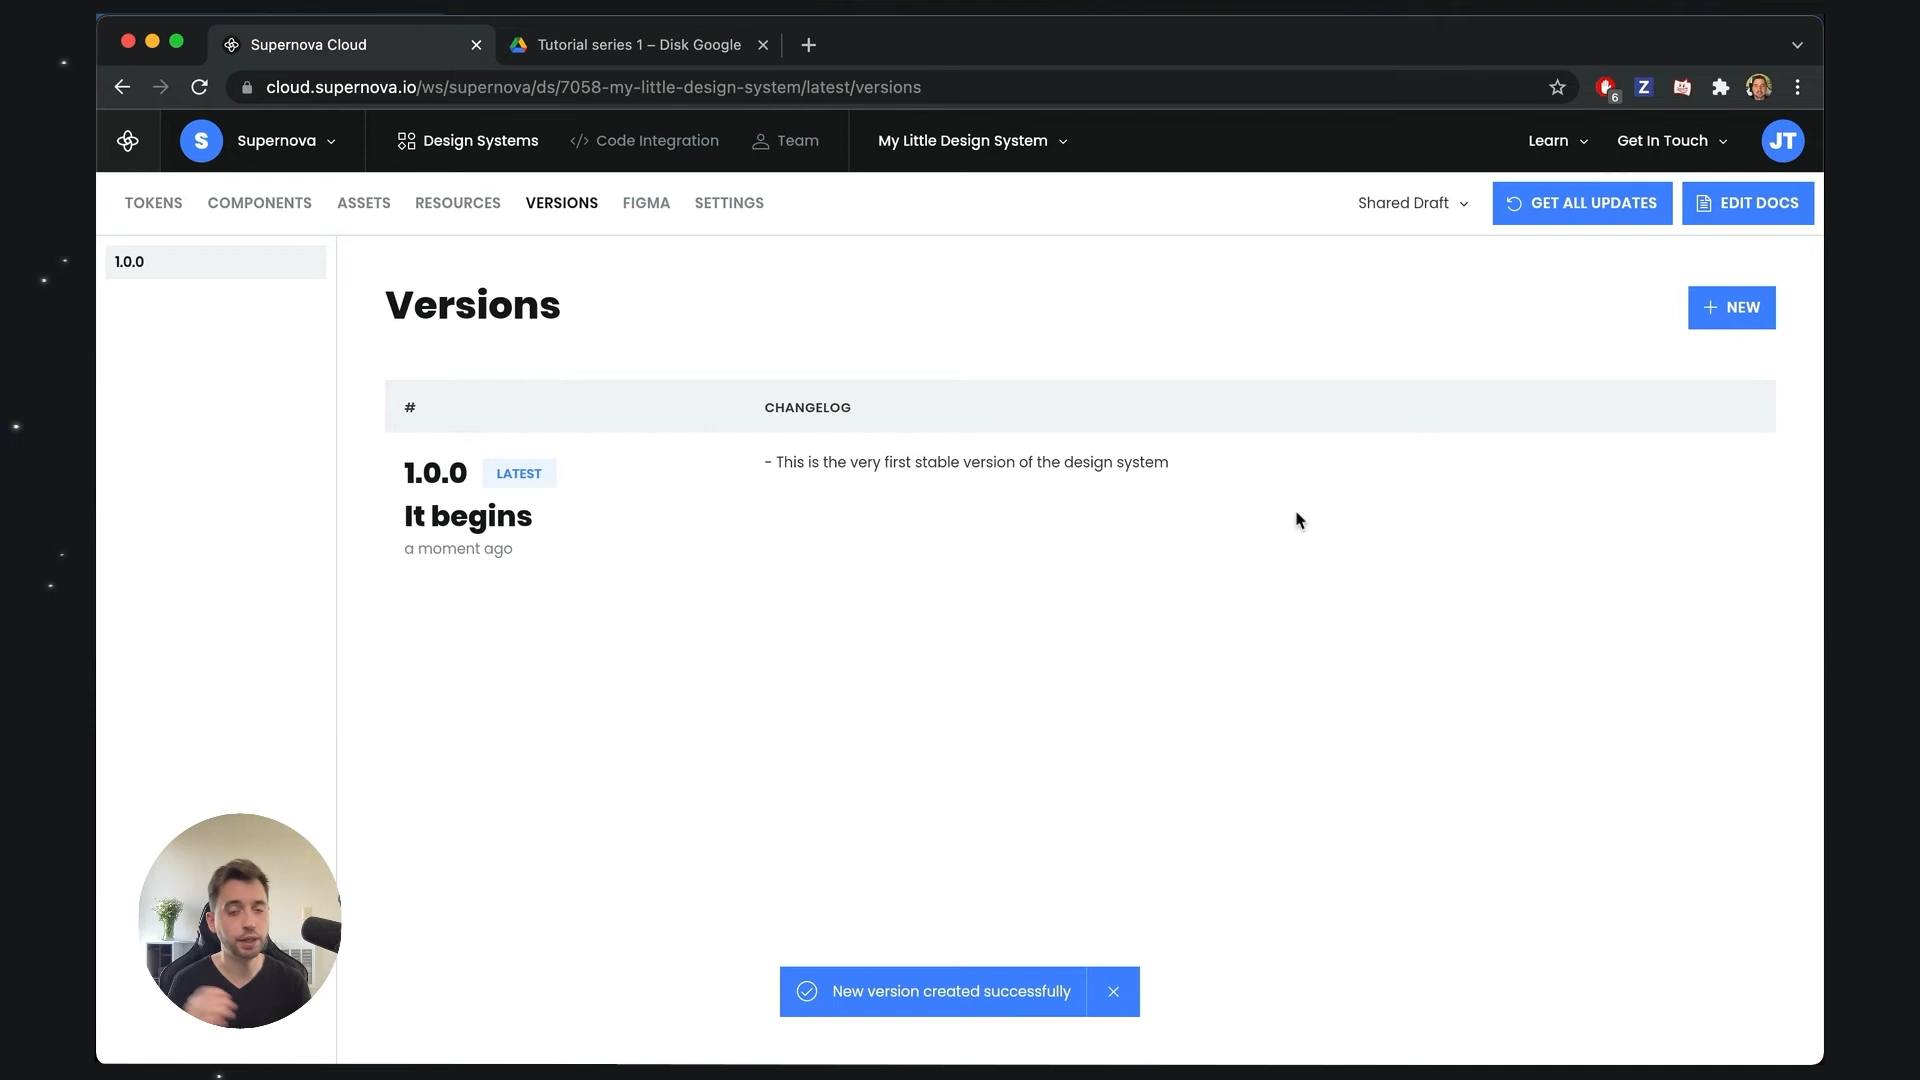 Supernova Cloud
Tutorial series 1 – Disk Google
cloud.supernova.io/ws/supernova/ds/7058-my-little-design-system/latest/versions
6
Z
S
Supernova
Design Systems
</> Code Integration
Team
My Little Design System
Learn
Get In Touch
JT
TOKENS
COMPONENTS
ASSETS
RESOURCES
VERSIONS
FIGMA
SETTINGS
Shared Draft
GET ALL UPDATES
EDIT DOCS
1.0.0
Versions
+ NEW
#
CHANGELOG
1.0.0
LATEST
- This is the very first stable version of the design system
It begins
a moment ago
New version created successfully